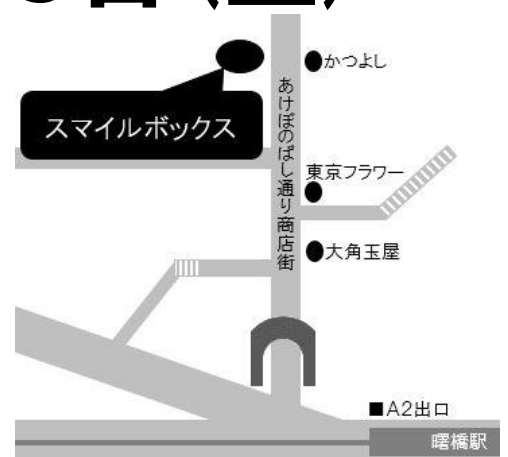 かつよし
スマイルボックス
あけぼのばし通り商店街
東京フラワー
大角玉屋
■A2出口
曙橋駅